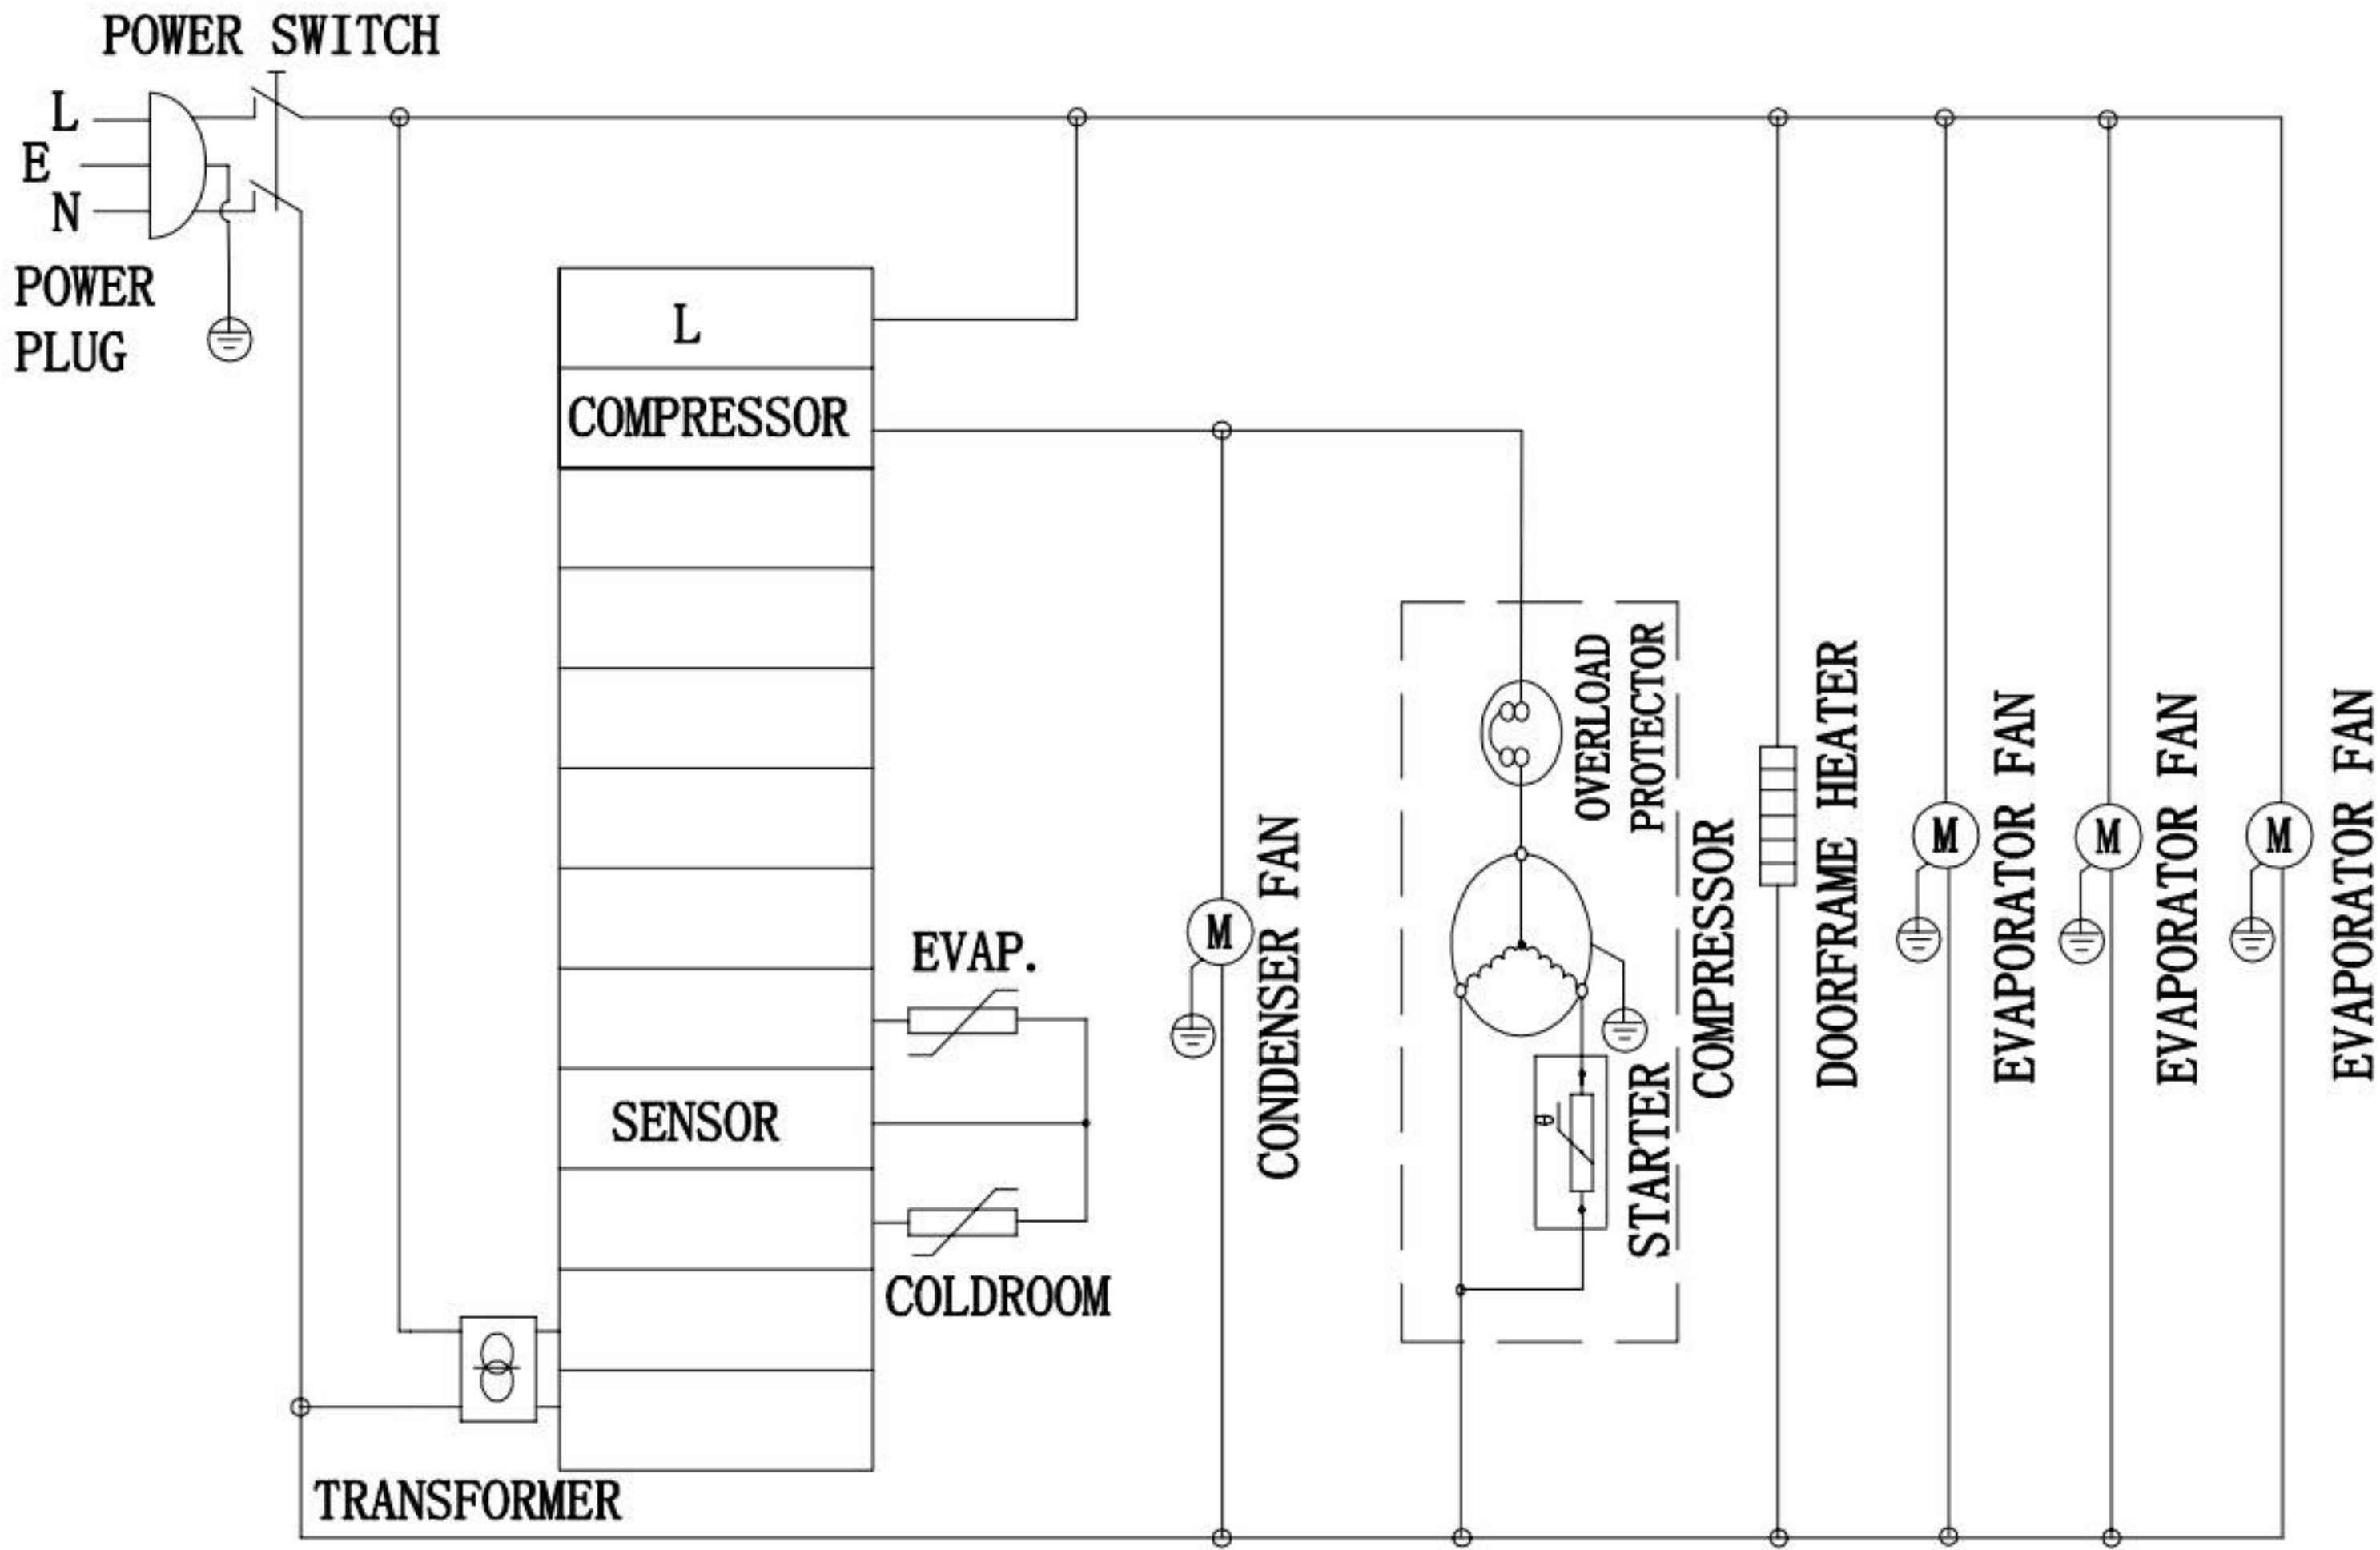 POWER SWITCH
L
E
N
POWER
PLUG
L
COMPRESSOR
SENSOR
EVAP.
COLDROOM
TRANSFORMER
M
CONDENSER FAN
OVERLOAD
PROTECTOR
θ
STARTER
COMPRESSOR
DOORFRAME HEATER
M
EVAPORATOR FAN
M
EVAPORATOR FAN
M
EVAPORATOR FAN